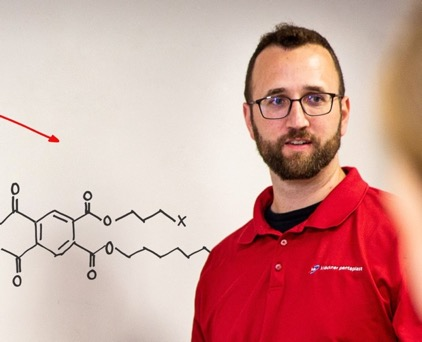 O O
O X
O
O O
klöckner pentaplast